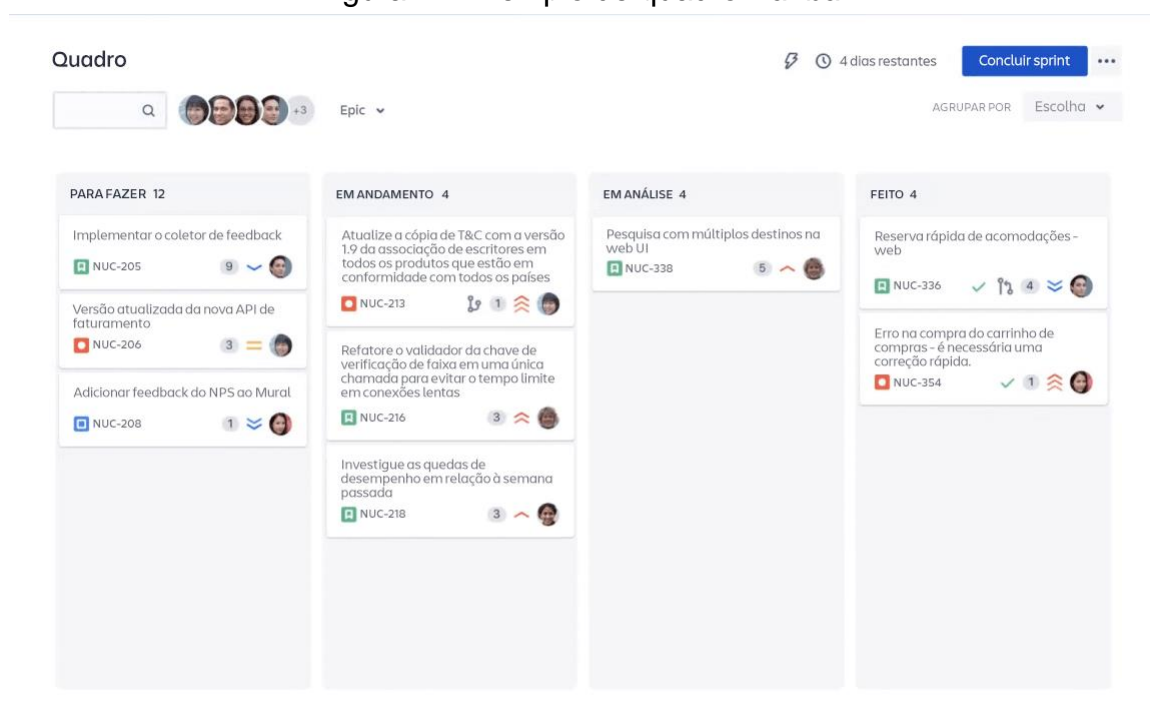 Quadro
4 dias restantes
Concluir sprint
+3
Epic
AGRUPAR POR
Escolha
PARA FAZER 12
Implementar o coletor de feedback
NUC-205
9
Versão atualizada da nova API de
faturamento
NUC-206
3
Adicionar feedback do NPS ao Mural
NUC-208
1
EM ANDAMENTO 4
Atualize a cópia de T&C com a versão
1.9 da associação de escritores em
todos os produtos que estão em
conformidade com todos os países
NUC-213
1
Refatore o validador da chave de
verificação de faixa em uma única
chamada para evitar o tempo limite
em conexões lentas
NUC-216
3
Investigue as quedas de
desempenho em relação à semana
passada
NUC-218
3
EM ANÁLISE 4
Pesquisa com múltiplos destinos na
web UI
NUC-338
5
FEITO 4
Reserva rápida de acomodações -
web
NUC-336
4
Erro na compra do carrinho de
compras - é necessária uma
correção rápida.
NUC-354
1